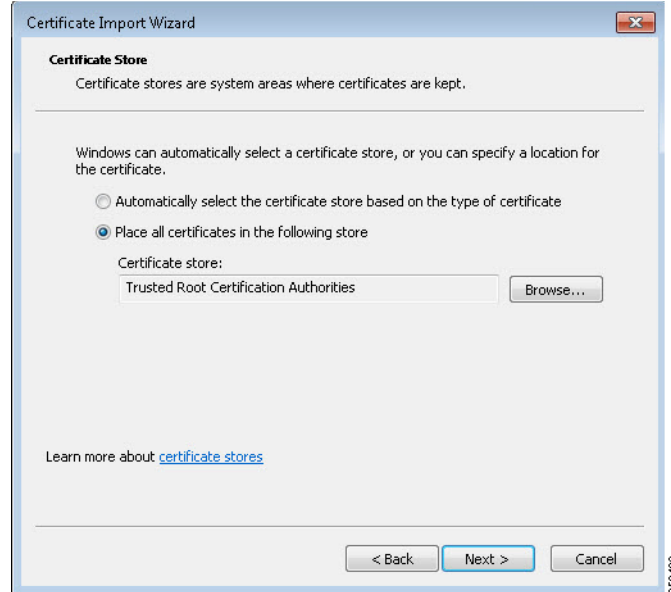 Certificate Import Wizard
Certificate Store
Certificate stores are system areas where certificates are kept.
Windows can automatically select a certificate store, or you can specify a location for
the certificate.
Automatically select the certificate store based on the type of certificate
Place all certificates in the following store
Certificate store:
Trusted Root Certification Authorities
Browse...
Learn more about certificate stores
< Back
Next >
Cancel